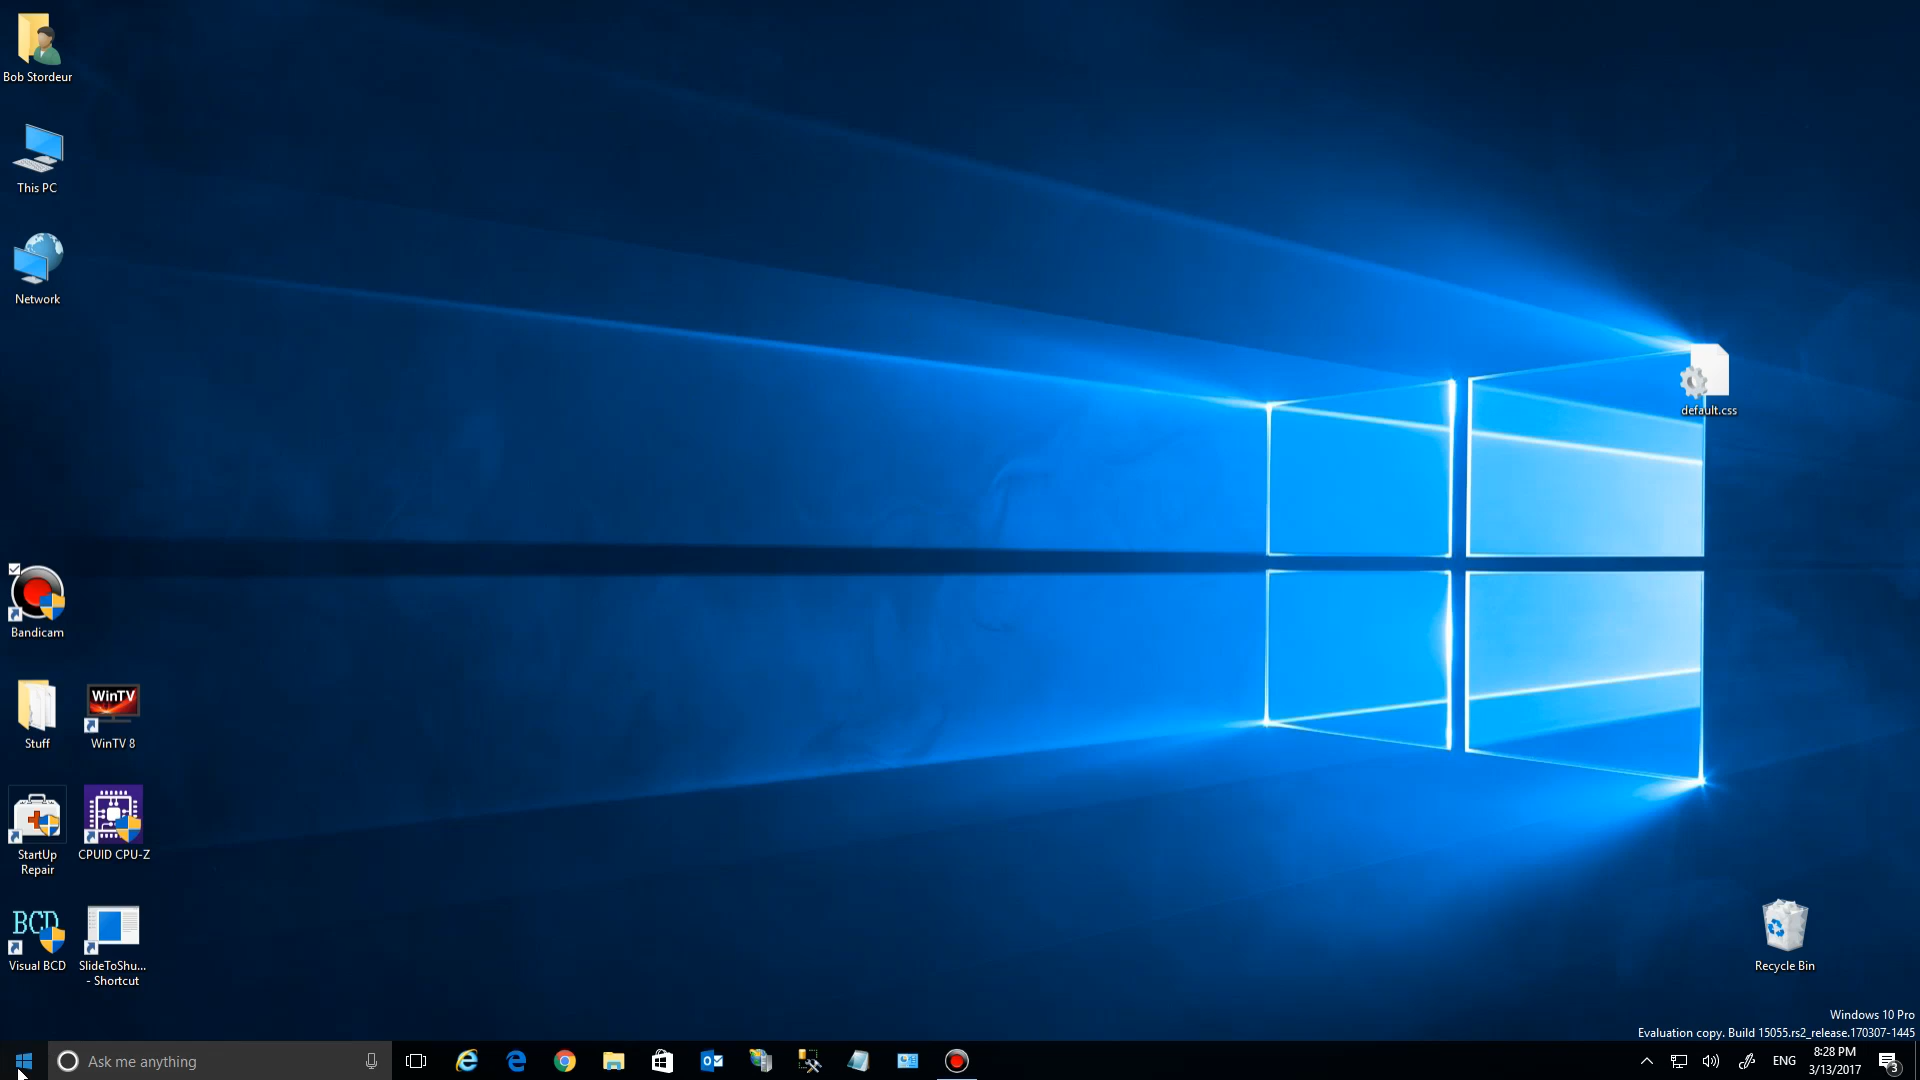 Bob Stordeur
This PC
Network
default.css
Bandicam
Stuff
WinTV
WinTV 8
StartUp
Repair
CPUID CPU-Z
BCD
Visual BCD
SlideToShu...
- Shortcut
Recycle Bin
Windows 10 Pro
Evaluation copy. Build 15055.rs2_release.170307-1445
Ask me anything
ENG
8:28 PM
3/13/2017
3